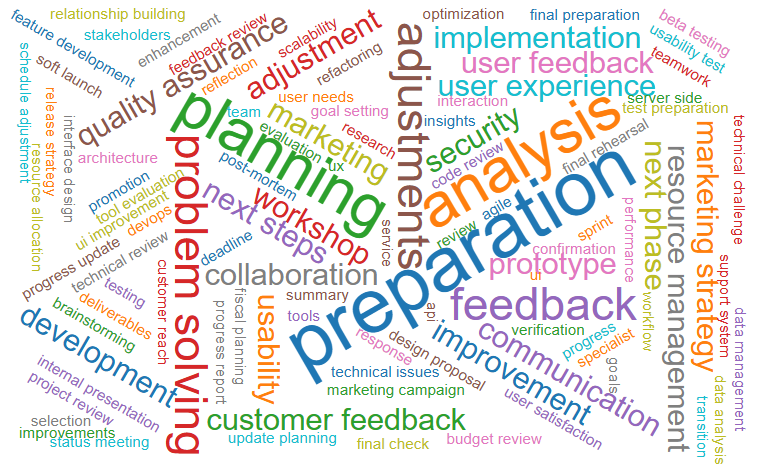 relationship building
feature development
stakeholders
enhancement
feedback review
scalability
optimization
final preparation
beta testing
usability test
teamwork
schedule adjustment
soft launch
quality assurance
reflection
adjustment
refactoring
adjustments
implementation
user feedback
user experience
release strategy
resource allocation
interface design
architecture
planning
team
user needs
goal setting
marketing
evaluation
research
ux
interaction
insights
security
code review
analysis
server side
test preparation
final rehearsal
technical challenge
promotion
tool evaluation
ui improvement
devops
problem solving
post-mortem
next steps
workshop
service
review
agile
preparation
sprint
next phase
resource management
marketing strategy
progress update
technical review
deadline
collaboration
confirmation
prototype
ui
performance
support system
testing
customer reach
deliverables
brainstorming
development
progress report
fiscal planning
usability
summary
tools
api
feedback
workflow
data management
response
design proposal
improvement
communication
verification
progress
specialist
goals
internal presentation
project review
technical issues
marketing campaign
user satisfaction
data analysis
transition
selection
improvements
status meeting
customer feedback
update planning
final check
budget review